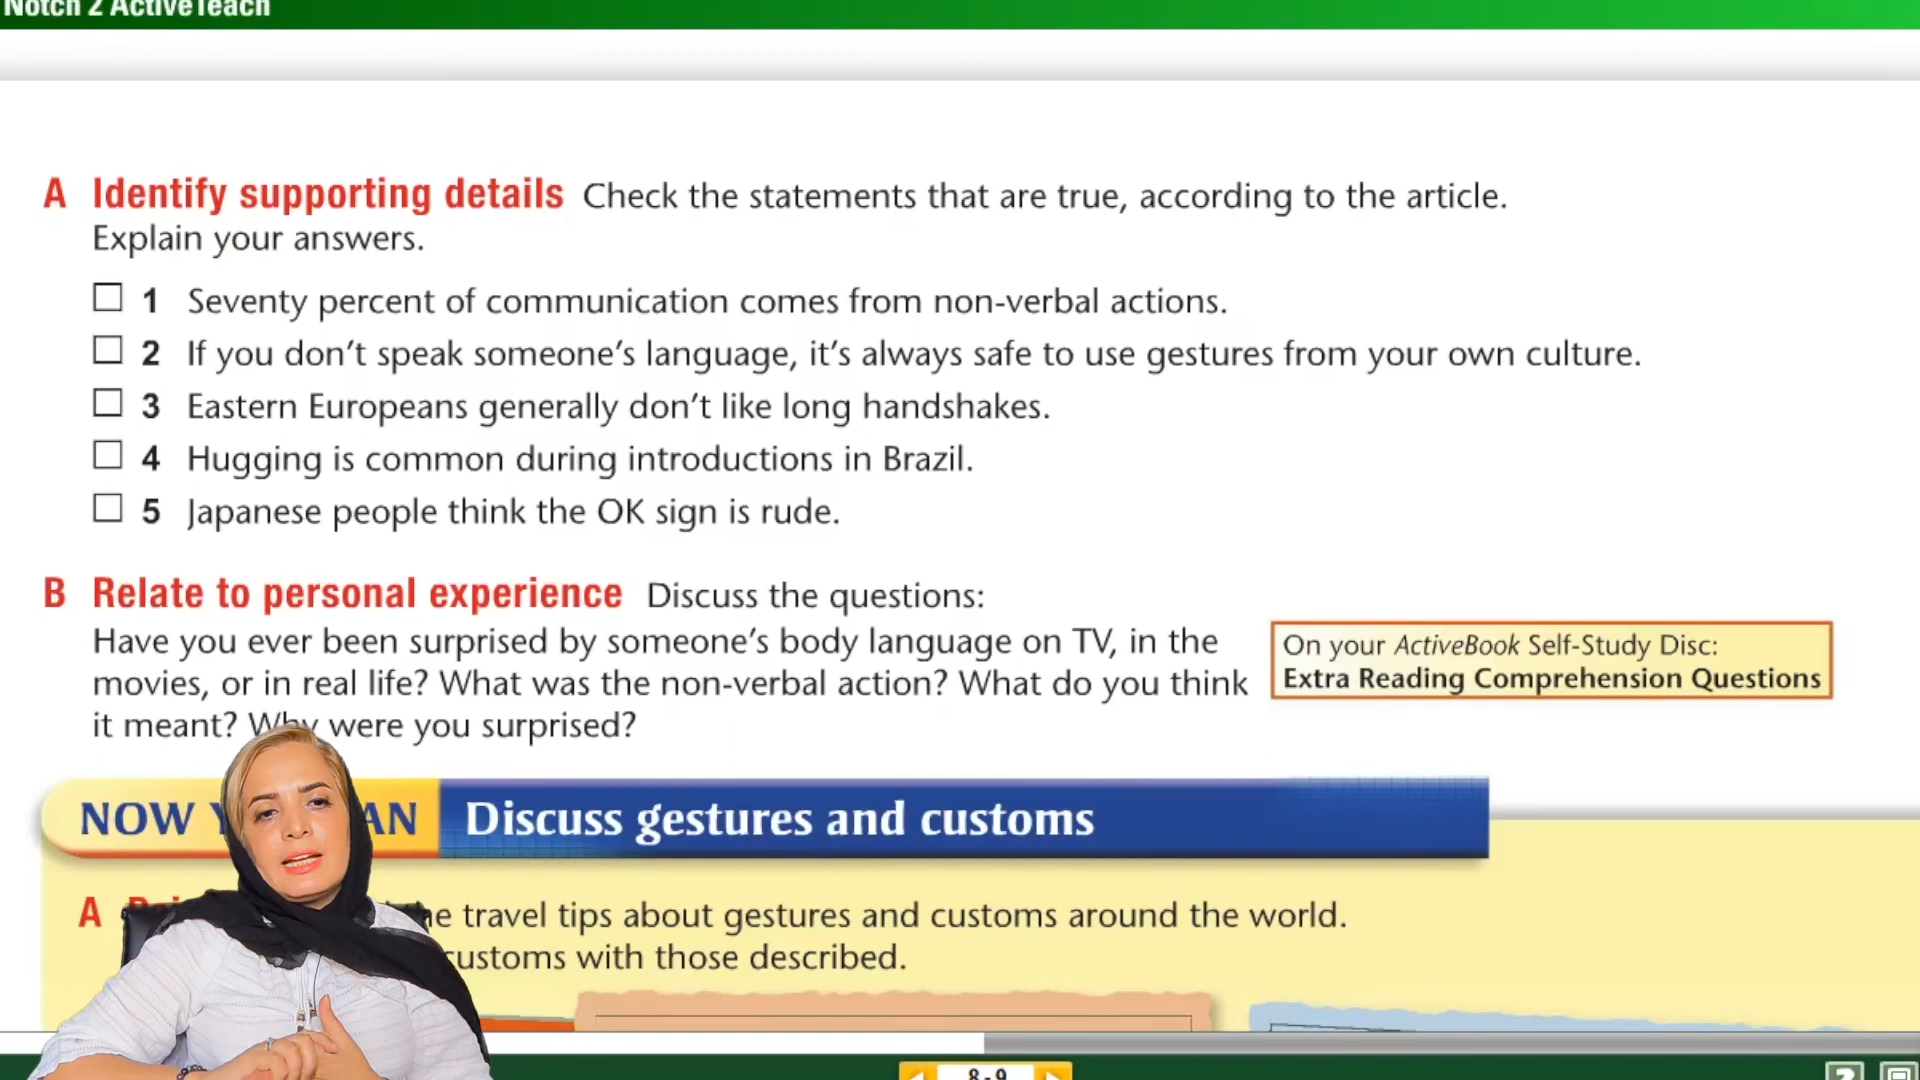 Notch 2 ActiveTeach
A Identify supporting details Check the statements that are true, according to the article.
Explain your answers.
1 Seventy percent of communication comes from non-verbal actions.
2 If you don't speak someone's language, it's always safe to use gestures from your own culture.
3 Eastern Europeans generally don't like long handshakes.
4 Hugging is common during introductions in Brazil.
5 Japanese people think the OK sign is rude.
B Relate to personal experience Discuss the questions:
Have you ever been surprised by someone's body language on TV, in the
movies, or in real life? What was the non-verbal action? What do you think
it meant? Why were you surprised?
On your ActiveBook Self-Study Disc:
Extra Reading Comprehension Questions
NOW Discuss gestures and customs
A travel tips about gestures and customs around the world.
customs with those described.
8-9
?